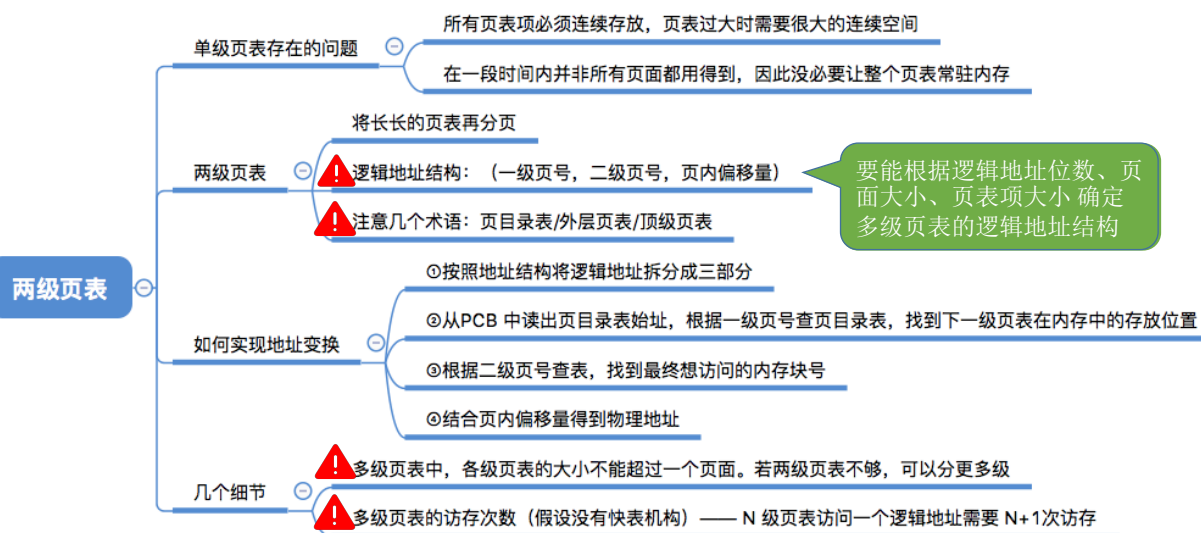 单级页表存在的问题
所有页表项必须连续存放，页表过大时需要很大的连续空间
在一段时间内并非所有页面都用得到，因此没必要让整个页表常驻内存
两级页表
将长长的页表再分页
逻辑地址结构：（一级页号，二级页号，页内偏移量）
要能根据逻辑地址位数、页
面大小、页表项大小 确定
多级页表的逻辑地址结构
注意几个术语：页目录表/外层页表/顶级页表
两级页表
如何实现地址变换
①按照地址结构将逻辑地址拆分成三部分
②从PCB 中读出页目录表始址，根据一级页号查页目录表，找到下一级页表在内存中的存放位置
③根据二级页号查表，找到最终想访问的内存块号
④结合页内偏移量得到物理地址
几个细节
多级页表中，各级页表的大小不能超过一个页面。若两级页表不够，可以分更多级
多级页表的访存次数（假设没有快表机构）—— N 级页表访问一个逻辑地址需要 N+1次访存